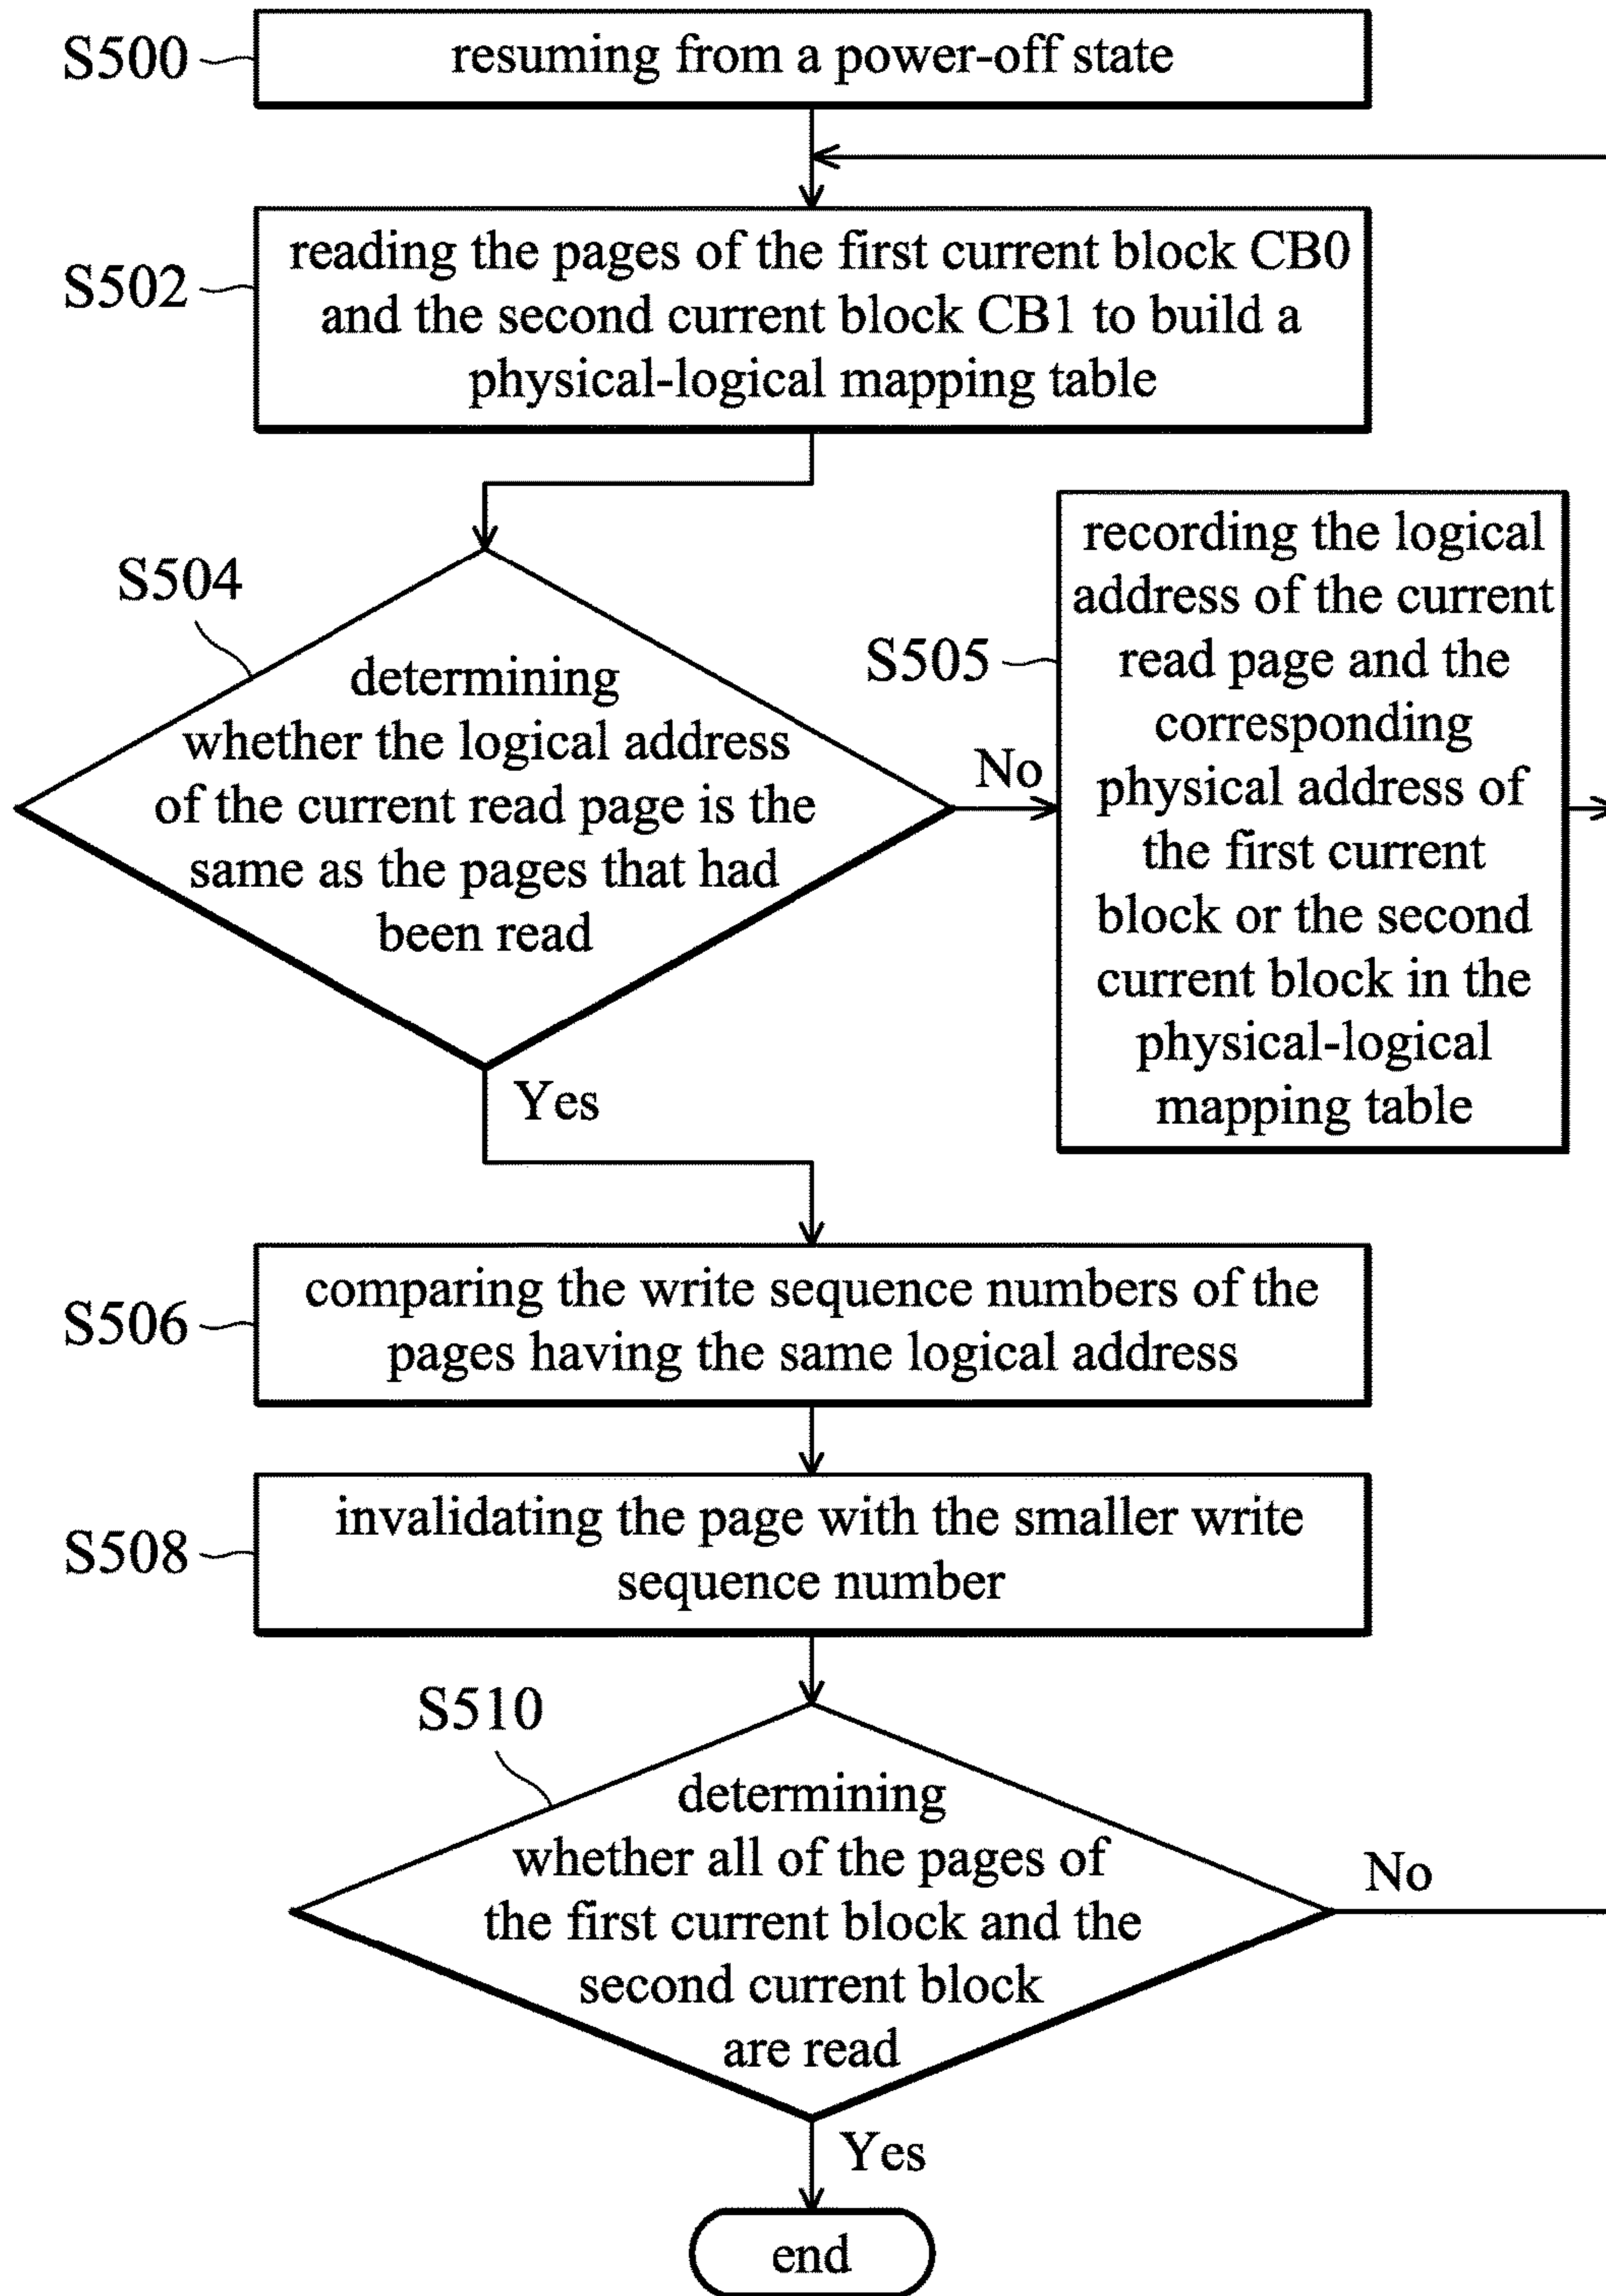 S500
resuming from a power-off state
S502
reading the pages of the first current block CB0
and the second current block CB1 to build a
physical-logical mapping table
S504
determining
whether the logical address
of the current read page is the
same as the pages that had
been read
No
S505
recording the logical
address of the current
read page and the
corresponding
physical address of
the first current
block or the second
current block in the
physical-logical
mapping table
Yes
S506
comparing the write sequence numbers of the
pages having the same logical address
S508
invalidating the page with the smaller write
sequence number
S510
determining
whether all of the pages of
the first current block and the
second current block
are read
No
Yes
end